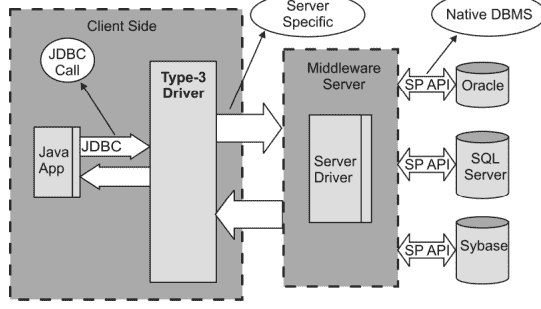 Server
Specific
Native DBMS
Client Side
JDBC
Call
Type-3
Driver
Middleware
Server
SP API
Oracle
Java
App
JDBC
Server
Driver
SP API
SQL
Server
SP API
Sybase